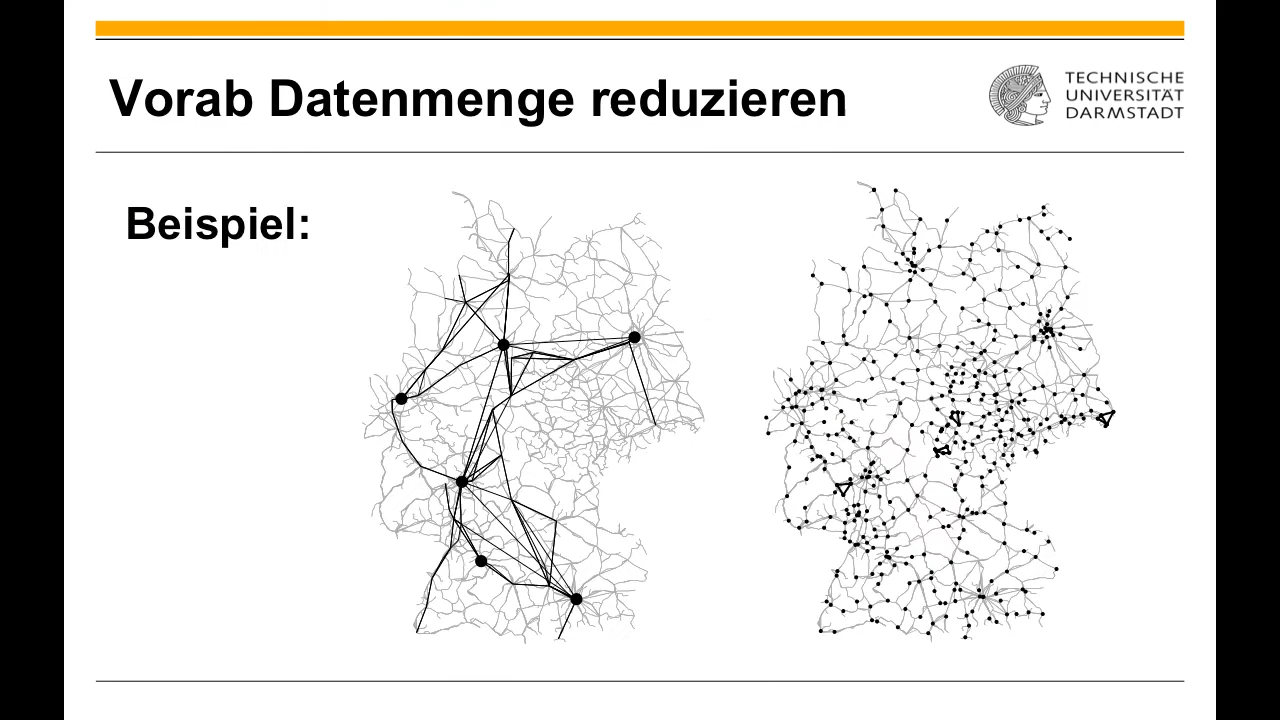 Vorab Datenmenge reduzieren
TECHNISCHE
UNIVERSITÄT
DARMSTADT
Beispiel: